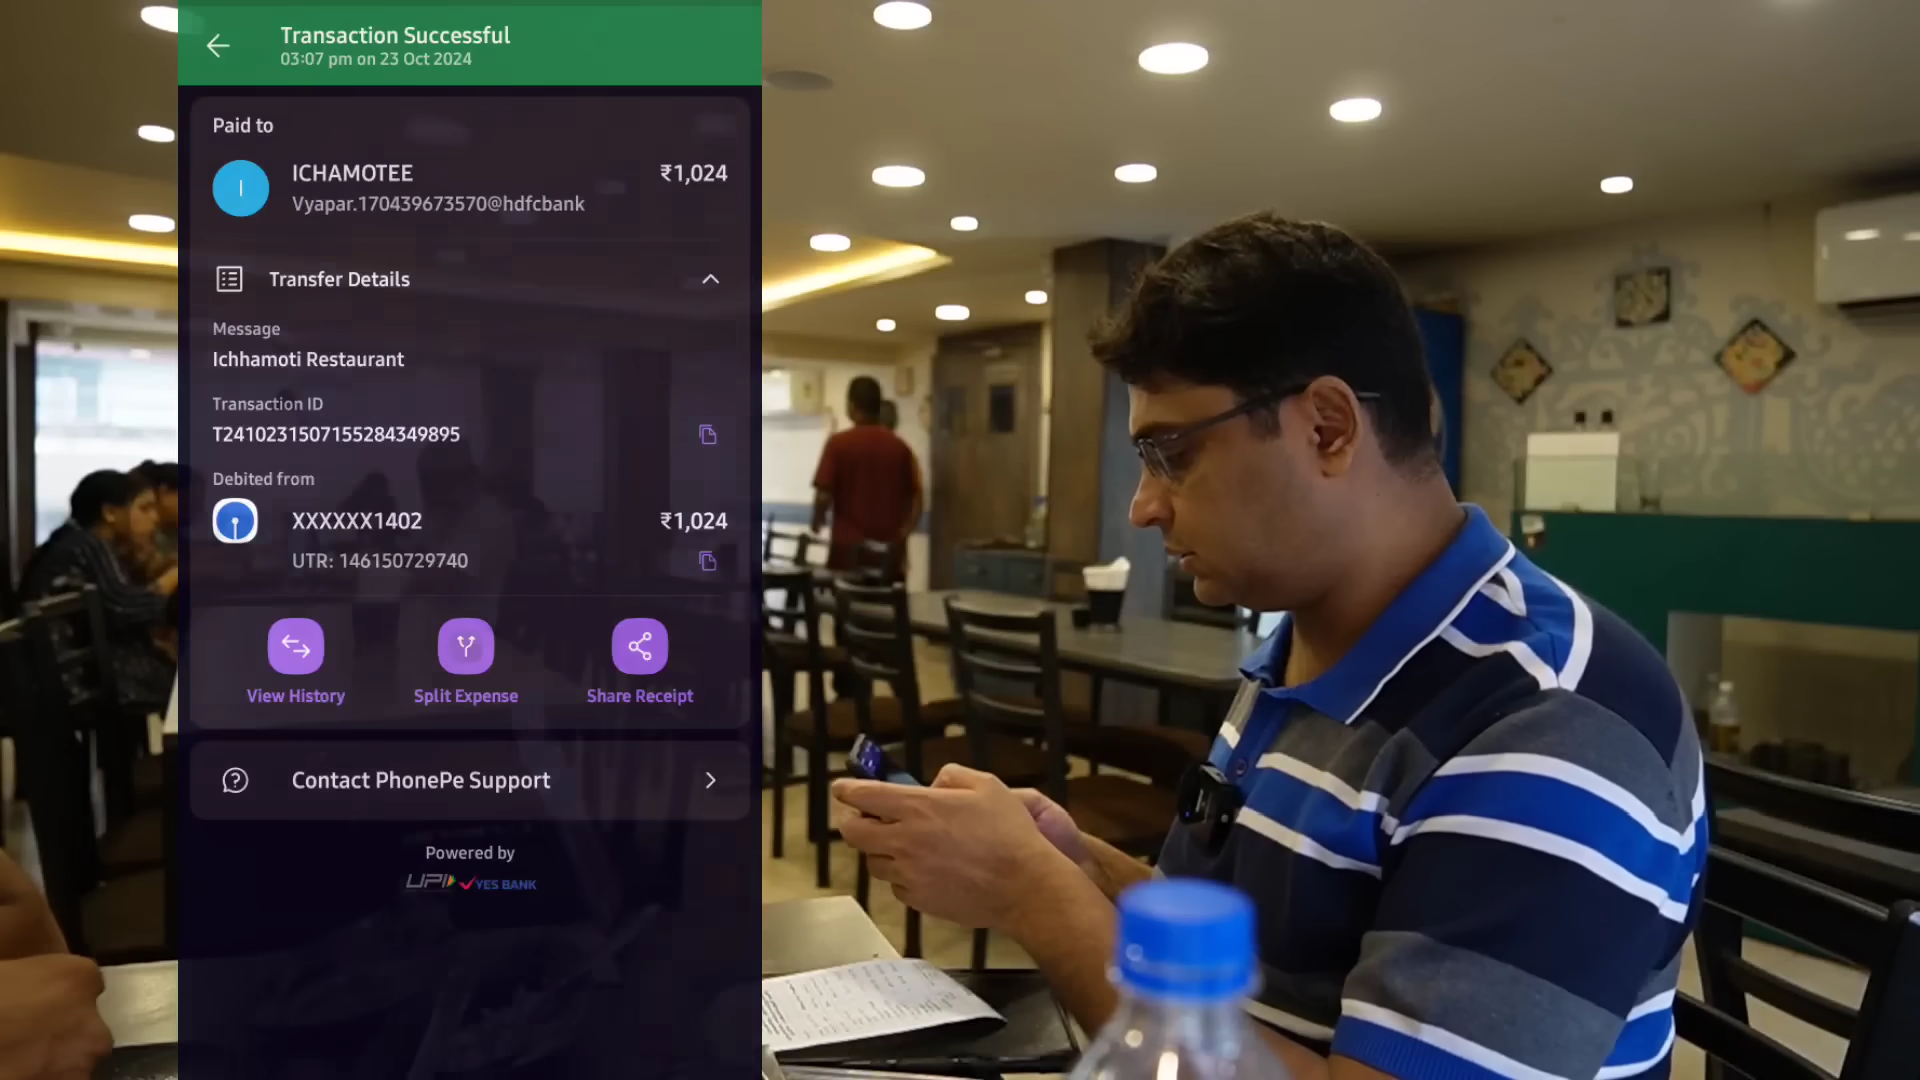 Transaction Successful
03:07 pm on 23 Oct 2024
Paid to
I
ICHAMOTEE
₹1,024
Vyapar.170439673570@hdfcbank
Transfer Details
Message
Ichhamoti Restaurant
Transaction ID
T2410231507155284349895
Debited from
XXXXXX1402
₹1,024
UTR: 146150729740
View History
Split Expense
Share Receipt
Contact PhonePe Support
Powered by
UPI YES BANK